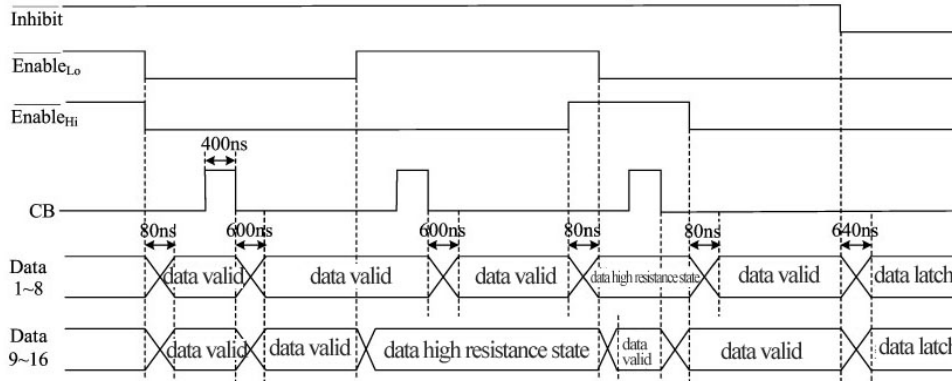 Inhibit
EnableLo
EnableHi
400ns
CB
80ns 600ns 600ns 80ns 80ns 640ns
Data
1~8
data valid data valid data valid data high resistance state data valid data latch
Data
9~16
data valid data valid data high resistance state data
valid data valid data latch